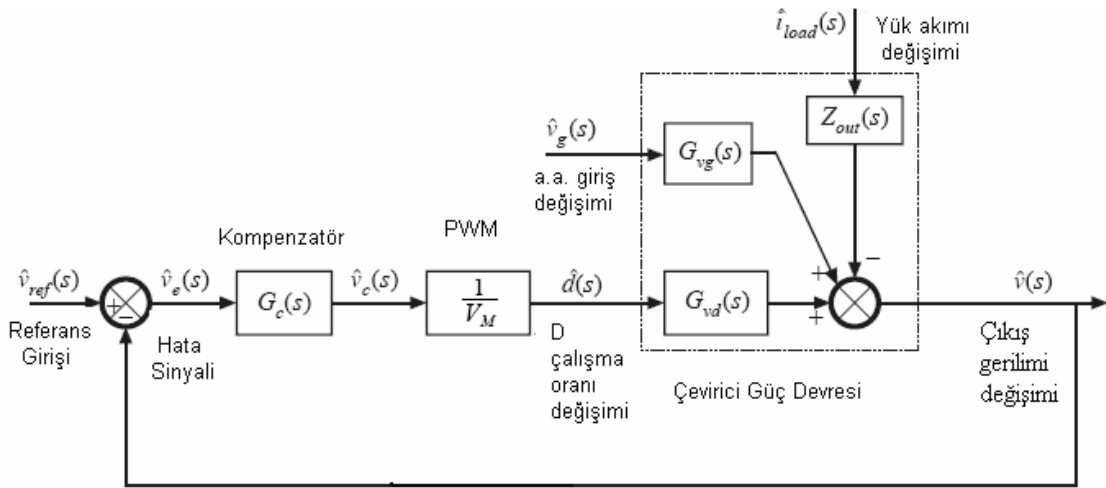 î_load(s)
Yük akımı
değişimi
Z_out(s)
v̂_g(s)
G_vg(s)
a.a. giriş
değişimi
−
+
Kompenzatör
PWM
v̂_ref(s)
v̂_e(s)
G_c(s)
v̂_c(s)
1
V_M
d̂(s)
G_vd(s)
+
v̂(s)
+
−
Referans
Girişi
Hata
Sinyali
D
çalışma
oranı
değişimi
Çevirici Güç Devresi
Çıkış
gerilimi
değişimi